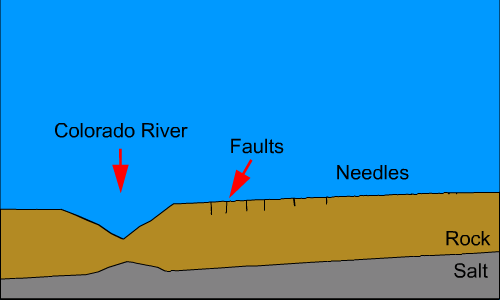 Colorado River
Faults
Needles
Rock
Salt